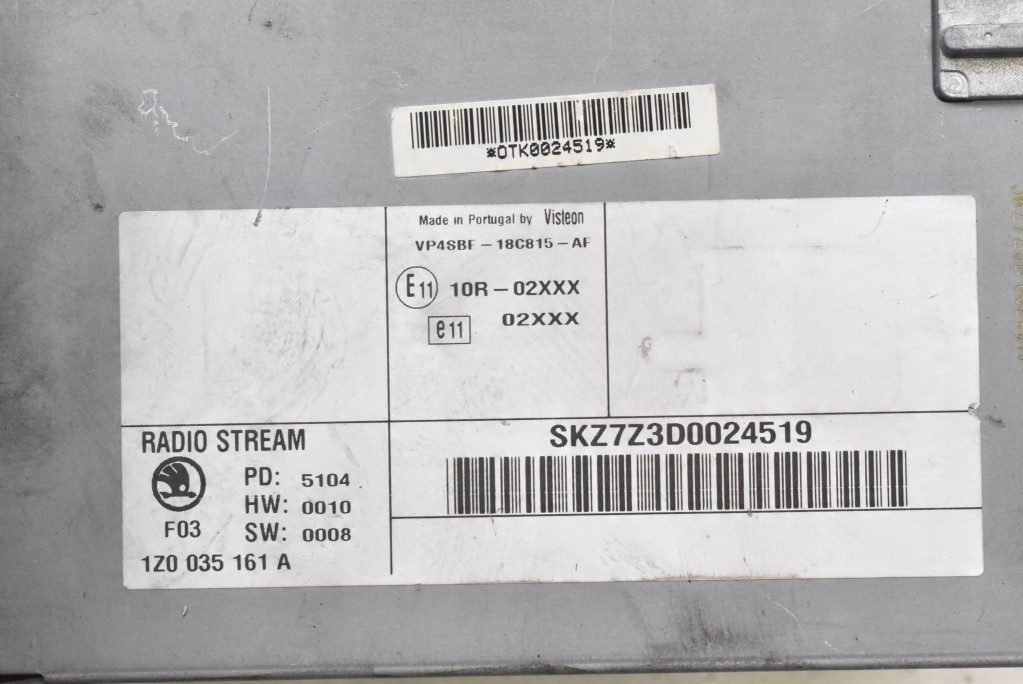 *OTK0024519*
Made in Portugal by Visteon
VP4SBF-18C815-AF
E11 10R-02XXX
e11 02XXX
SKZ7Z3D0024519
RADIO STREAM
PD: 5104
HW: 0010
F03 SW: 0008
1Z0 035 161 A